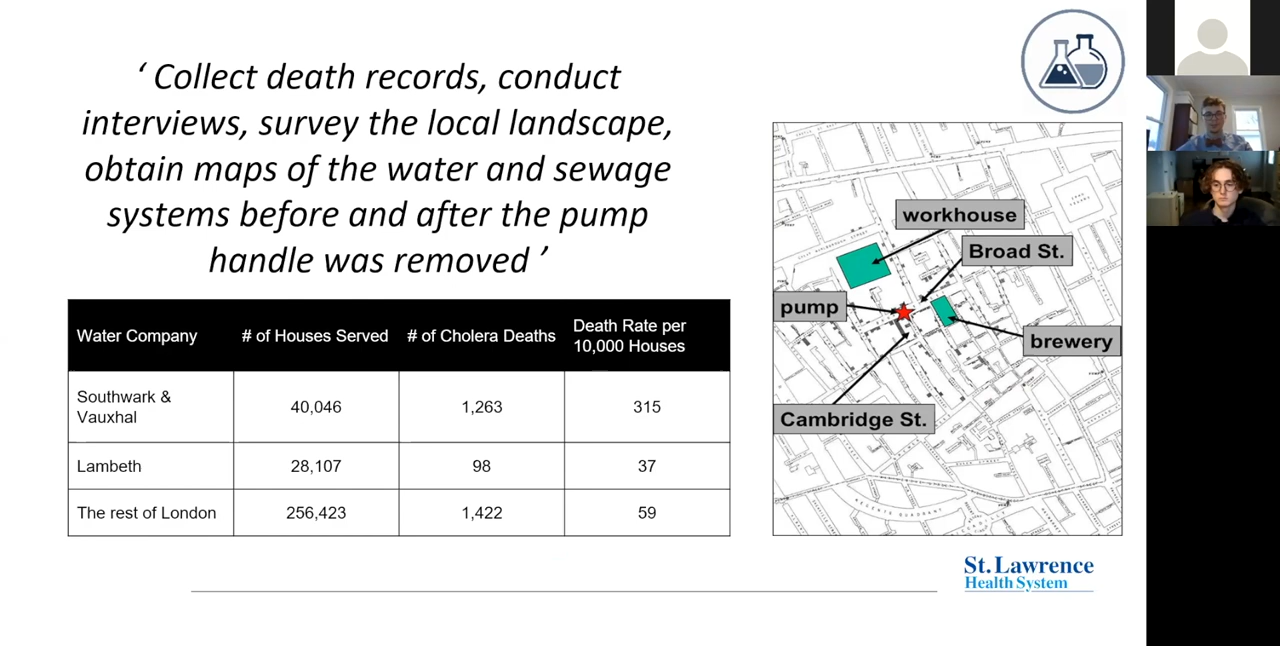 ‘ Collect death records, conduct
interviews, survey the local landscape,
obtain maps of the water and sewage
systems before and after the pump
handle was removed ’
Water Company # of Houses Served # of Cholera Deaths Death Rate per 10,000 Houses
Southwark & Vauxhal 40,046 1,263 315
Lambeth 28,107 98 37
The rest of London 256,423 1,422 59
workhouse
Broad St.
pump
brewery
Cambridge St.
St. Lawrence
Health System